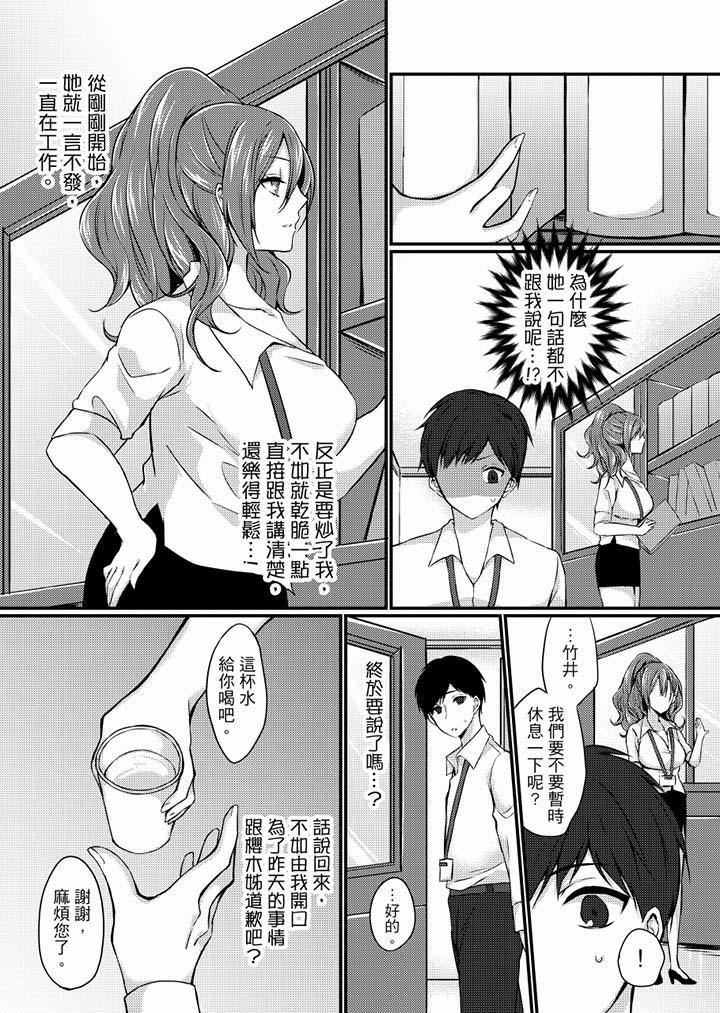 為什麼
她一句話都不
跟我說呢…!?
從剛剛開始，
她就一言不發，
一直在工作。
反正是要炒了我，
不如就乾脆一點
直接跟我講清楚，
還樂得輕鬆…!
…竹井。
我們要不要暫時
休息一下呢？
！
終於要說了嗎…？
…好的。
話說回來，
不如由我開口
為了昨天的事情
跟櫻木姊道歉吧？
這杯水
給你喝吧。
謝謝，
麻煩您了。